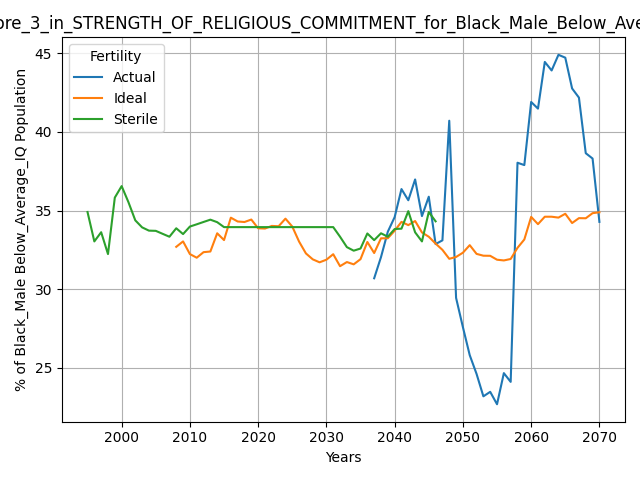 ore_3_in_STRENGTH_OF_RELIGIOUS_COMMITMENT_for_Black_Male_Below_Ave
Fertility
Actual
Ideal
Sterile
% of Black_Male Below_Average_IQ Population
45
40
35
30
25
2000 2010 2020 2030 2040 2050 2060 2070
Years